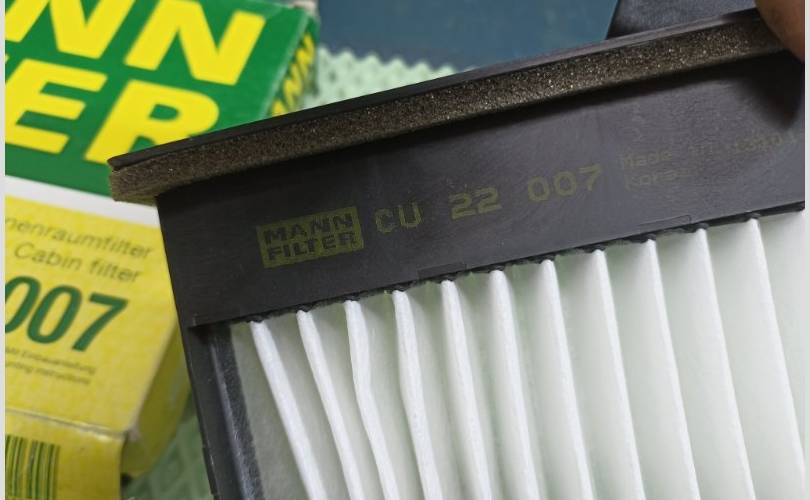 NN
ER
nenraumfilter
Cabin filter
007
MANN
FILTER
CU 22 007
Made in
Korea